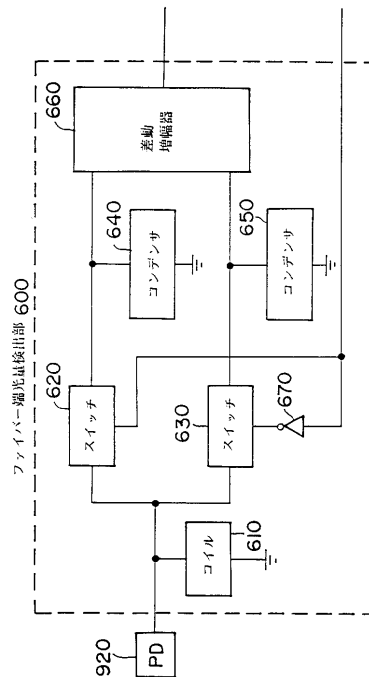 ファイバー端光量検出部 600
660
差動
増幅器
640
コンデンサ
650
コンデンサ
620
スイッチ
630
スイッチ
670
610
コイル
920
PD